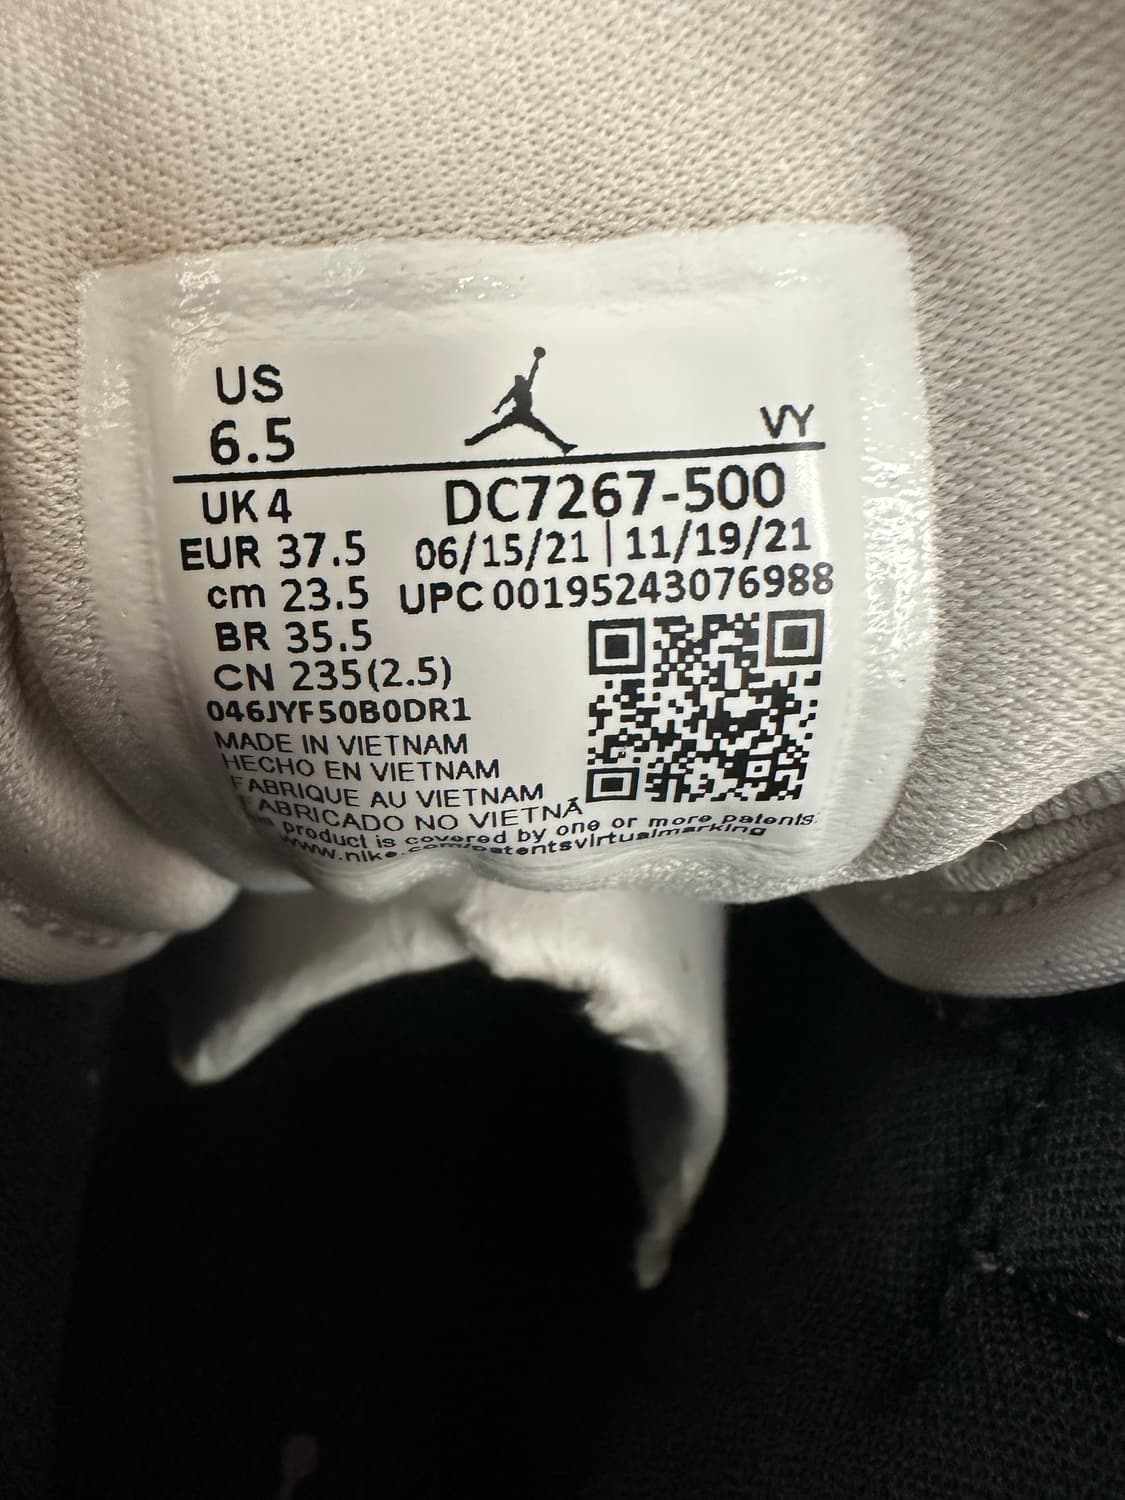 US
6.5
VY
UK 4
DC7267-500
EUR 37.5
06/15/21 | 11/19/21
cm 23.5
UPC 00195243076988
BR 35.5
CN 235(2.5)
046JYF50B0DR1
MADE IN VIETNAM
HECHO EN VIETNAM
FABRIQUE AU VIETNAM
FABRICADO NO VIETNÃ
product is covered by one or more patents.
www.nike.com/patentsvirtualmarking